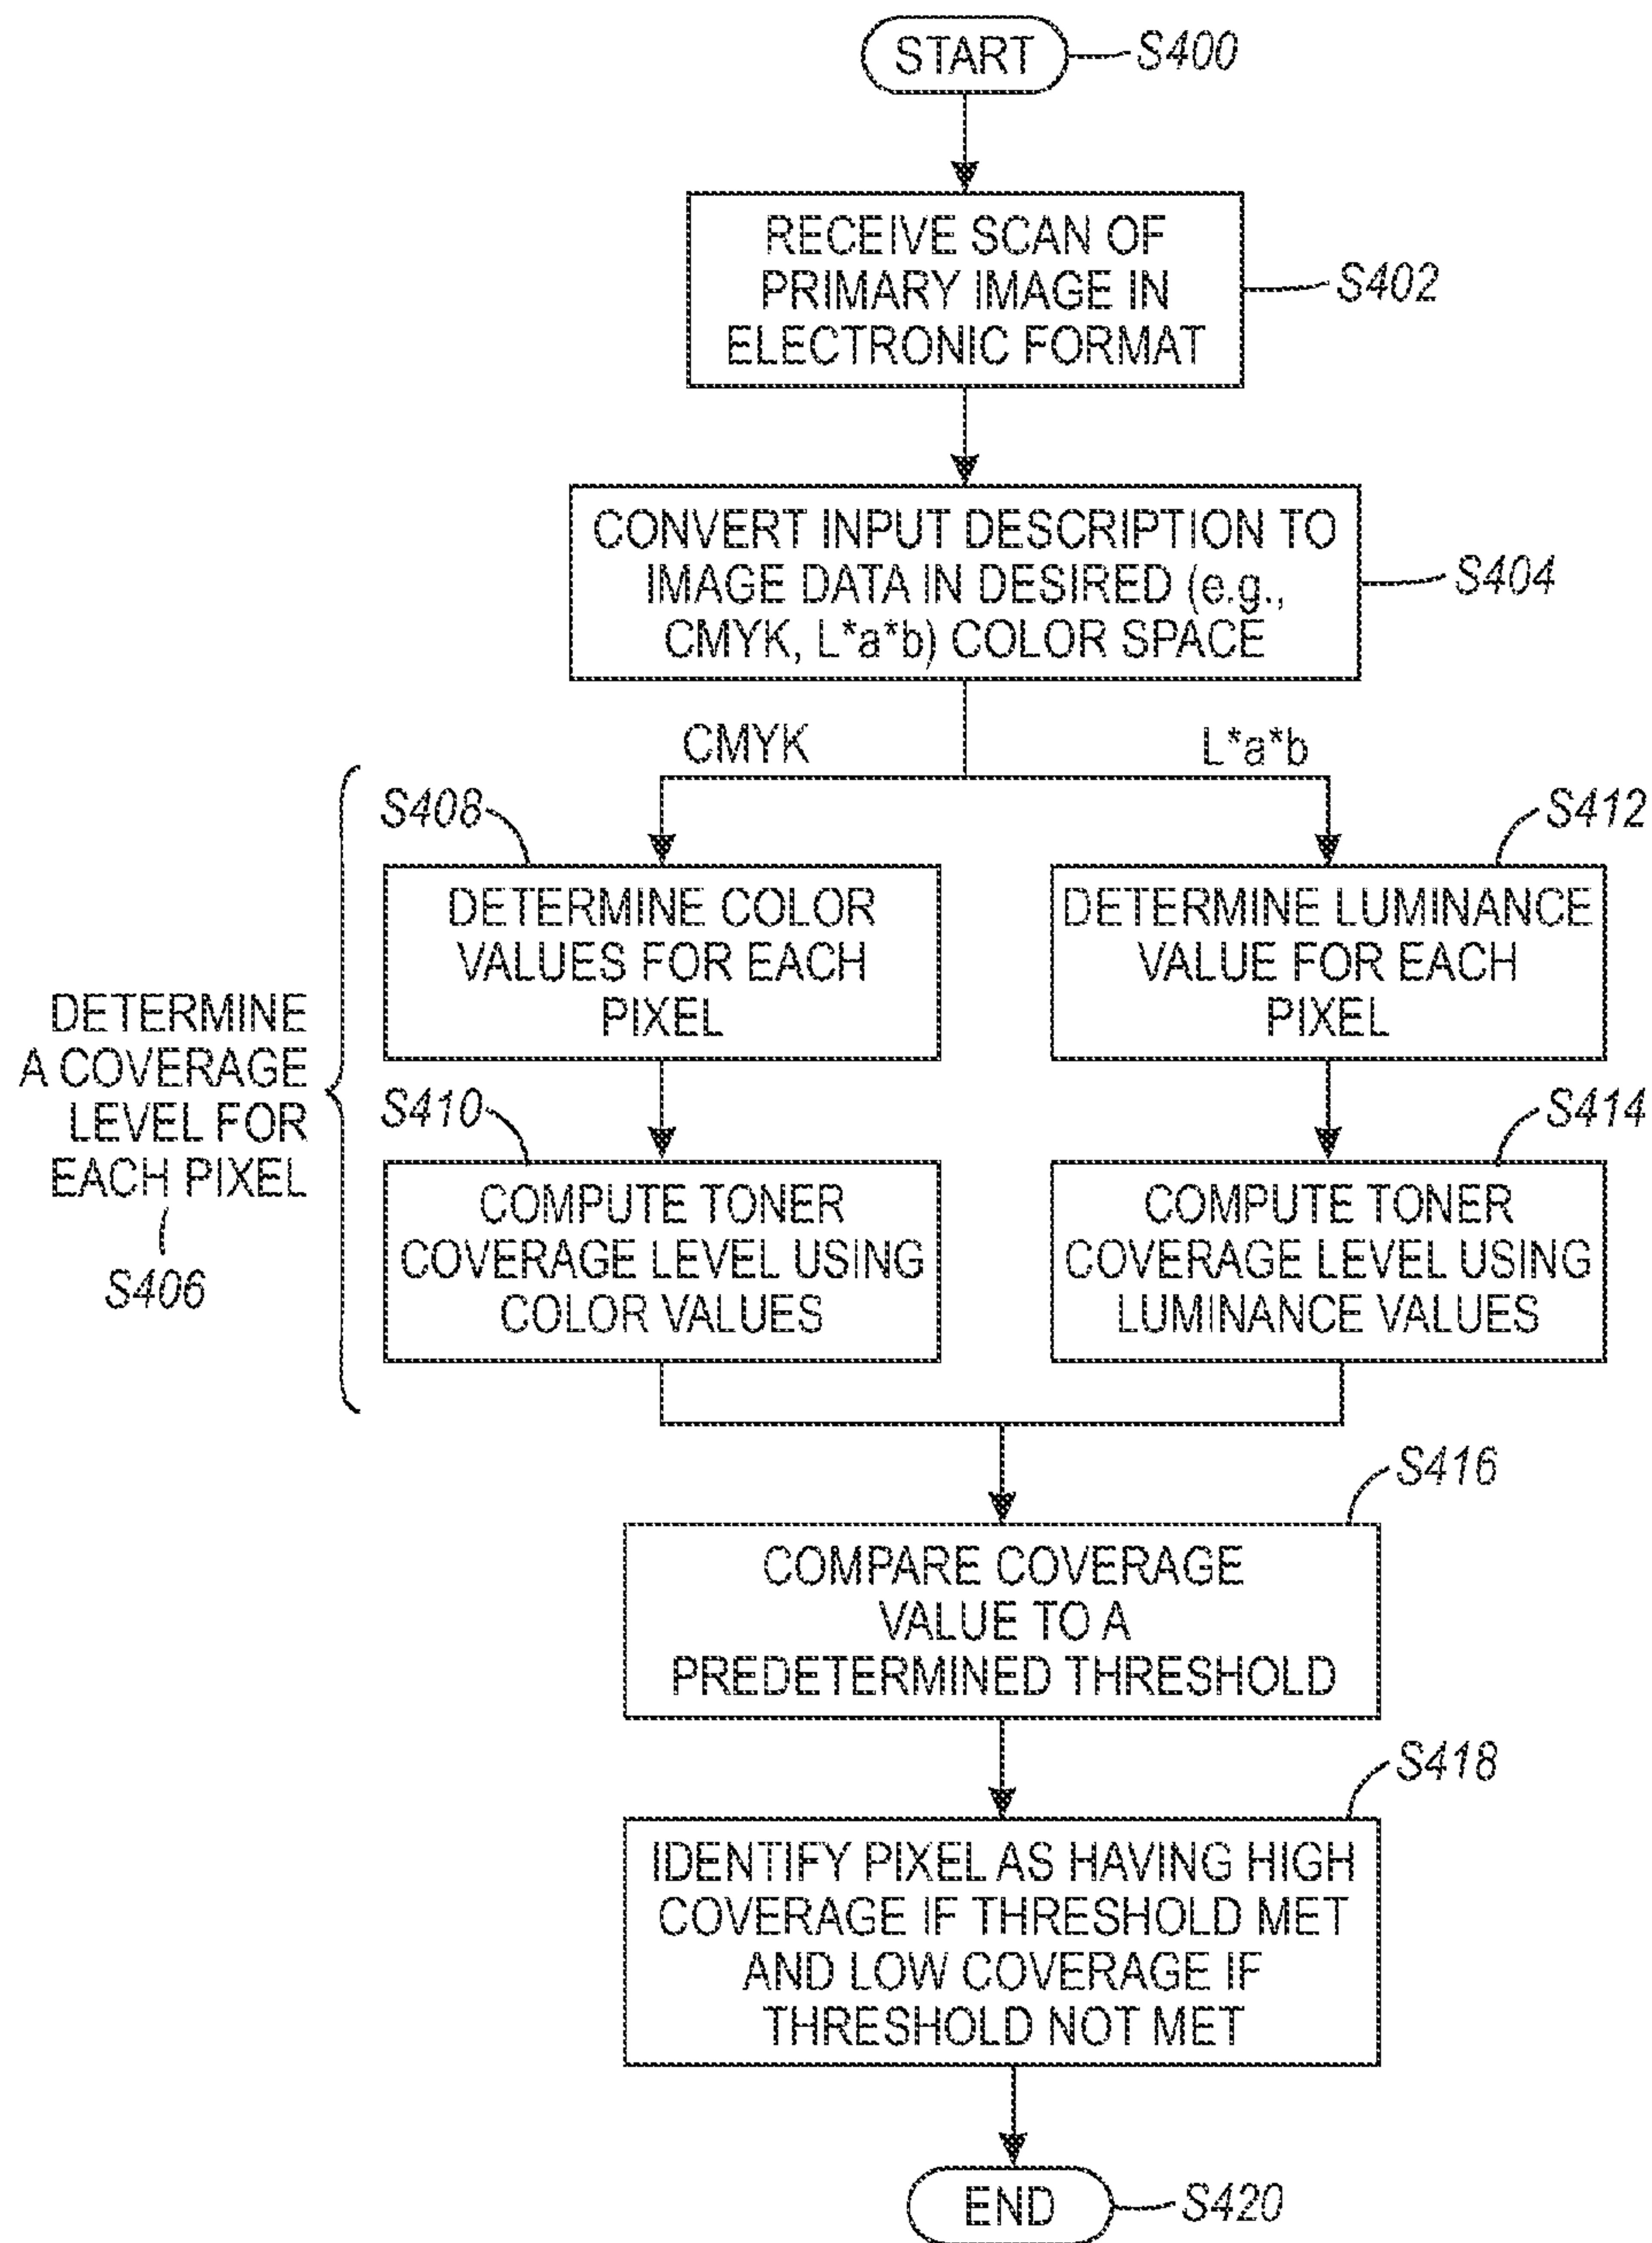 START
S400
RECEIVE SCAN OF
PRIMARY IMAGE IN
ELECTRONIC FORMAT
S402
CONVERT INPUT DESCRIPTION TO
IMAGE DATA IN DESIRED (e.g.,
CMYK, L*a*b) COLOR SPACE
S404
CMYK
L*a*b
DETERMINE
A COVERAGE
LEVEL FOR
EACH PIXEL
S406
S408
DETERMINE COLOR
VALUES FOR EACH
PIXEL
S412
DETERMINE LUMINANCE
VALUE FOR EACH
PIXEL
S410
COMPUTE TONER
COVERAGE LEVEL USING
COLOR VALUES
S414
COMPUTE TONER
COVERAGE LEVEL USING
LUMINANCE VALUES
S416
COMPARE COVERAGE
VALUE TO A
PREDETERMINED THRESHOLD
S418
IDENTIFY PIXEL AS HAVING HIGH
COVERAGE IF THRESHOLD MET
AND LOW COVERAGE IF
THRESHOLD NOT MET
END
S420